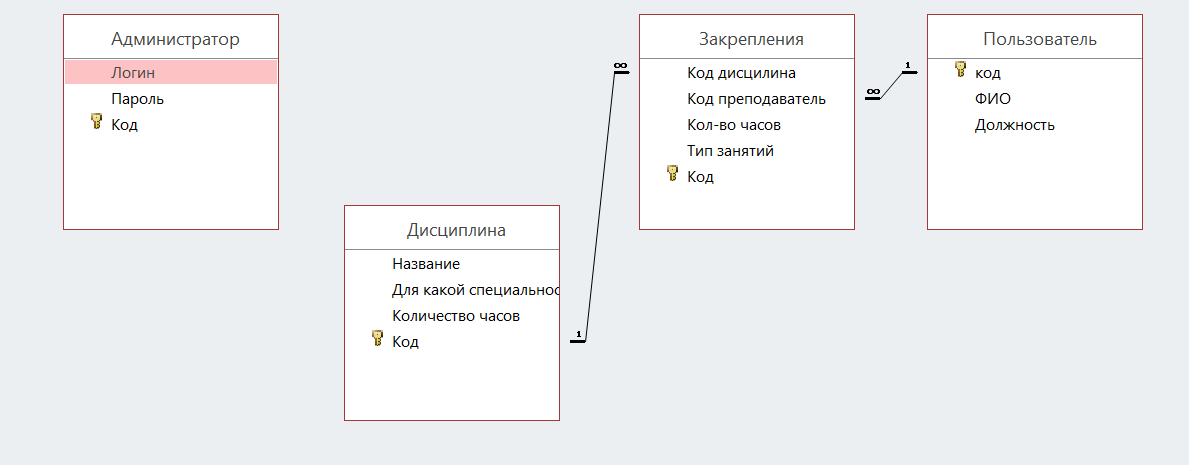 Администратор
Логин
Пароль
Код
Дисциплина
Название
Для какой специальнос
Количество часов
Код
1
∞
Закрепления
Код дисцилина
Код преподаватель
Кол-во часов
Тип занятий
Код
∞
1
Пользователь
код
ФИО
Должность